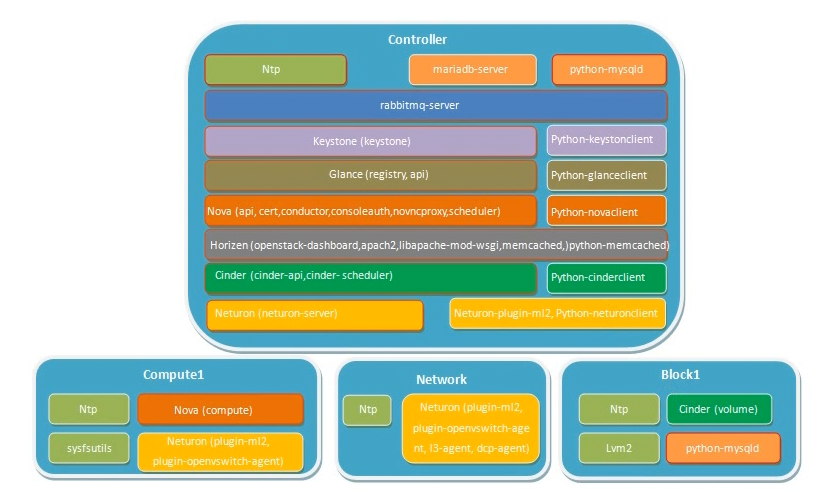 Controller
Ntp
mariadb-server
python-mysqld
rabbitmq-server
Keystone (keystone)
Python-keystonclient
Glance (registry, api)
Python-glanceclient
Nova (api, cert,conductor,consoleauth,novncproxy,scheduler)
Python-novaclient
Horizen (openstack-dashboard,apach2,libapache-mod-wsgi,memcached,)python-memcached)
Cinder (cinder-api,cinder- scheduler)
Python-cinderclient
Neturon (neturon-server)
Neturon-plugin-ml2, Python-neturonclient
Compute1
Ntp
Nova (compute)
sysfsutils
Neturon (plugin-ml2,
plugin-openvswitch-agent)
Network
Ntp
Neturon (plugin-ml2,
plugin-openvswitch-age
nt, l3-agent, dcp-agent)
Block1
Ntp
Cinder (volume)
Lvm2
python-mysqld